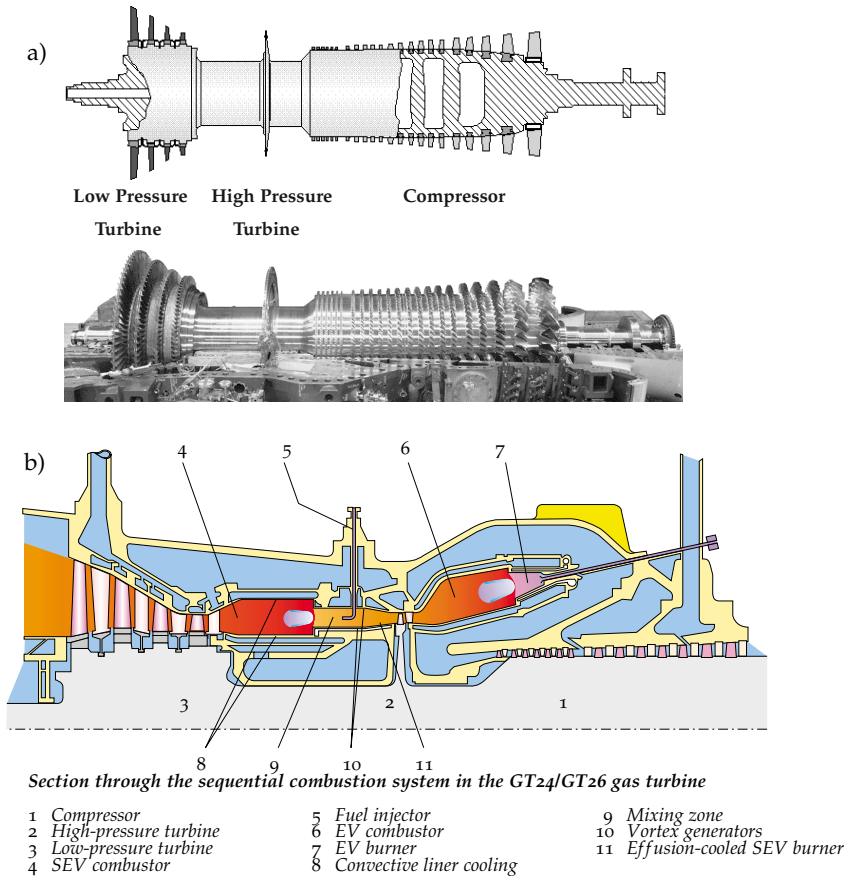 a)
Low Pressure High Pressure Compressor
Turbine Turbine
b)
4 5 6 7
3 2 1
8 9 10 11
Section through the sequential combustion system in the GT24/GT26 gas turbine
1 Compressor
2 High-pressure turbine
3 Low-pressure turbine
4 SEV combustor
5 Fuel injector
6 EV combustor
7 EV burner
8 Convective liner cooling
9 Mixing zone
10 Vortex generators
11 Effusion-cooled SEV burner